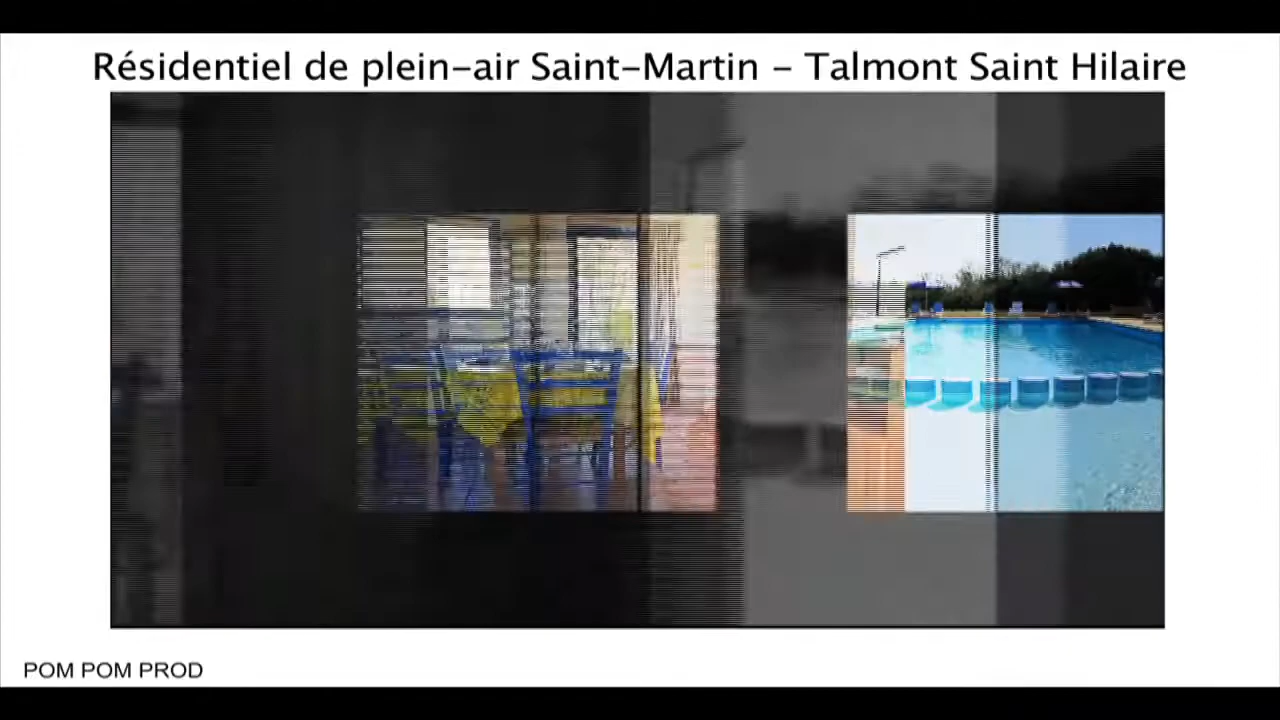 Résidentiel de plein-air Saint-Martin - Talmont Saint Hilaire
POM POM PROD